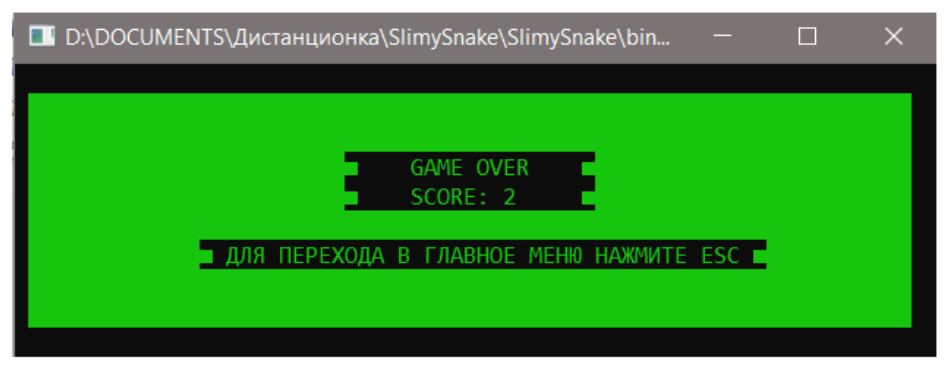 D:\DOCUMENTS\Дистанционка\SlimySnake\SlimySnake\bin...
GAME OVER
SCORE: 2
ДЛЯ ПЕРЕХОДА В ГЛАВНОЕ МЕНЮ НАЖМИТЕ ESC